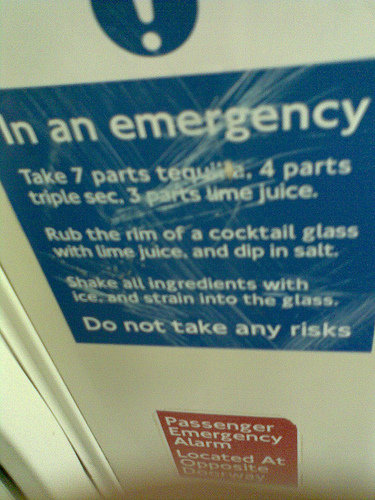 !
In an emergency
Take 7 parts tequila, 4 parts
triple sec, 3 parts lime juice.
Rub the rim of a cocktail glass
with lime juice, and dip in salt.
Shake all ingredients with
ice, and strain into the glass.
Do not take any risks
Passenger
Emergency
Alarm
Located At
Opposite
Doorway